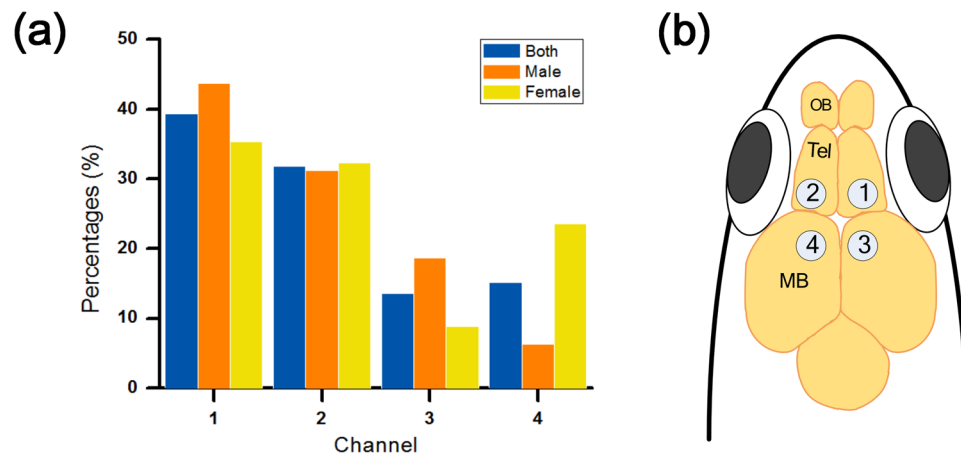 (a)
50
40
30
20
10
0
Percentages (%)
Both
Male
Female
1 2 3 4
Channel
(b)
OB
Tel
2 1
4 3
MB